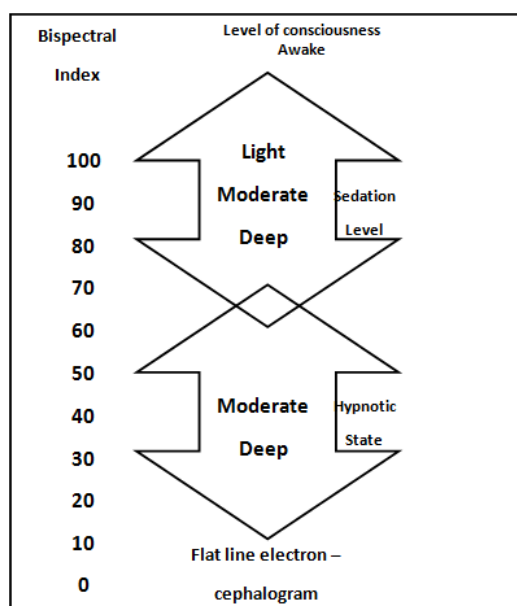 Bispectral
Index
Level of consciousness
Awake
100
90
80
70
60
50
40
30
20
10
0
Light
Moderate
Deep
Sedation
Level
Moderate
Deep
Hypnotic
State
Flat line electron –
cephalogram